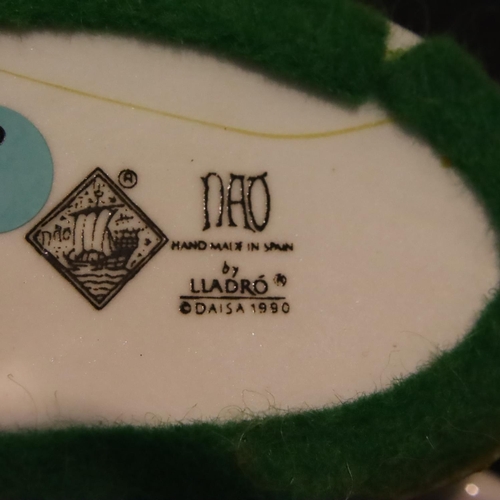 nao
®
NAO
HAND MADE IN SPAIN
by
LLADRÓ ®
© DAISA 1990